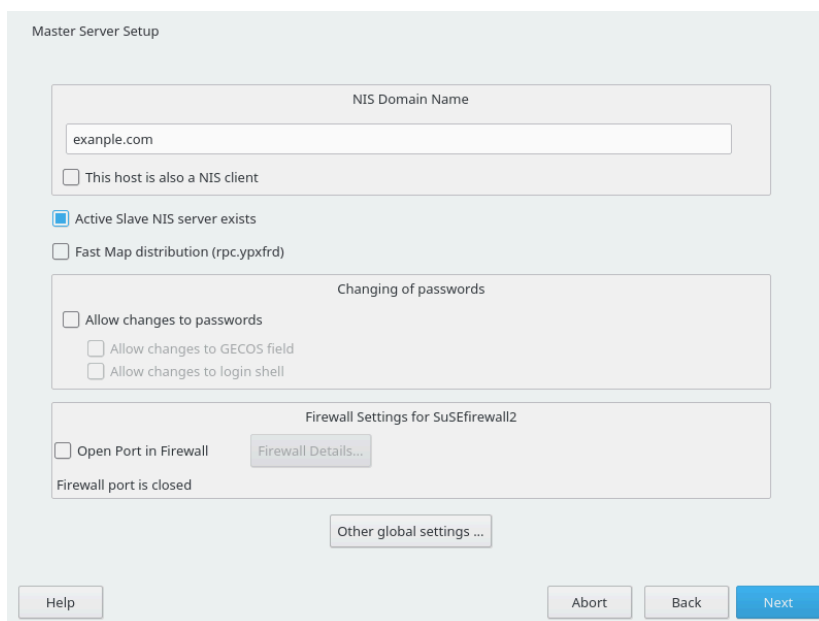 Master Server Setup
NIS Domain Name
exanple.com
This host is also a NIS client
Active Slave NIS server exists
Fast Map distribution (rpc.ypxfrd)
Changing of passwords
Allow changes to passwords
Allow changes to GECOS field
Allow changes to login shell
Firewall Settings for SuSEfirewall2
Open Port in Firewall
Firewall Details...
Firewall port is closed
Other global settings ...
Help
Abort
Back
Next